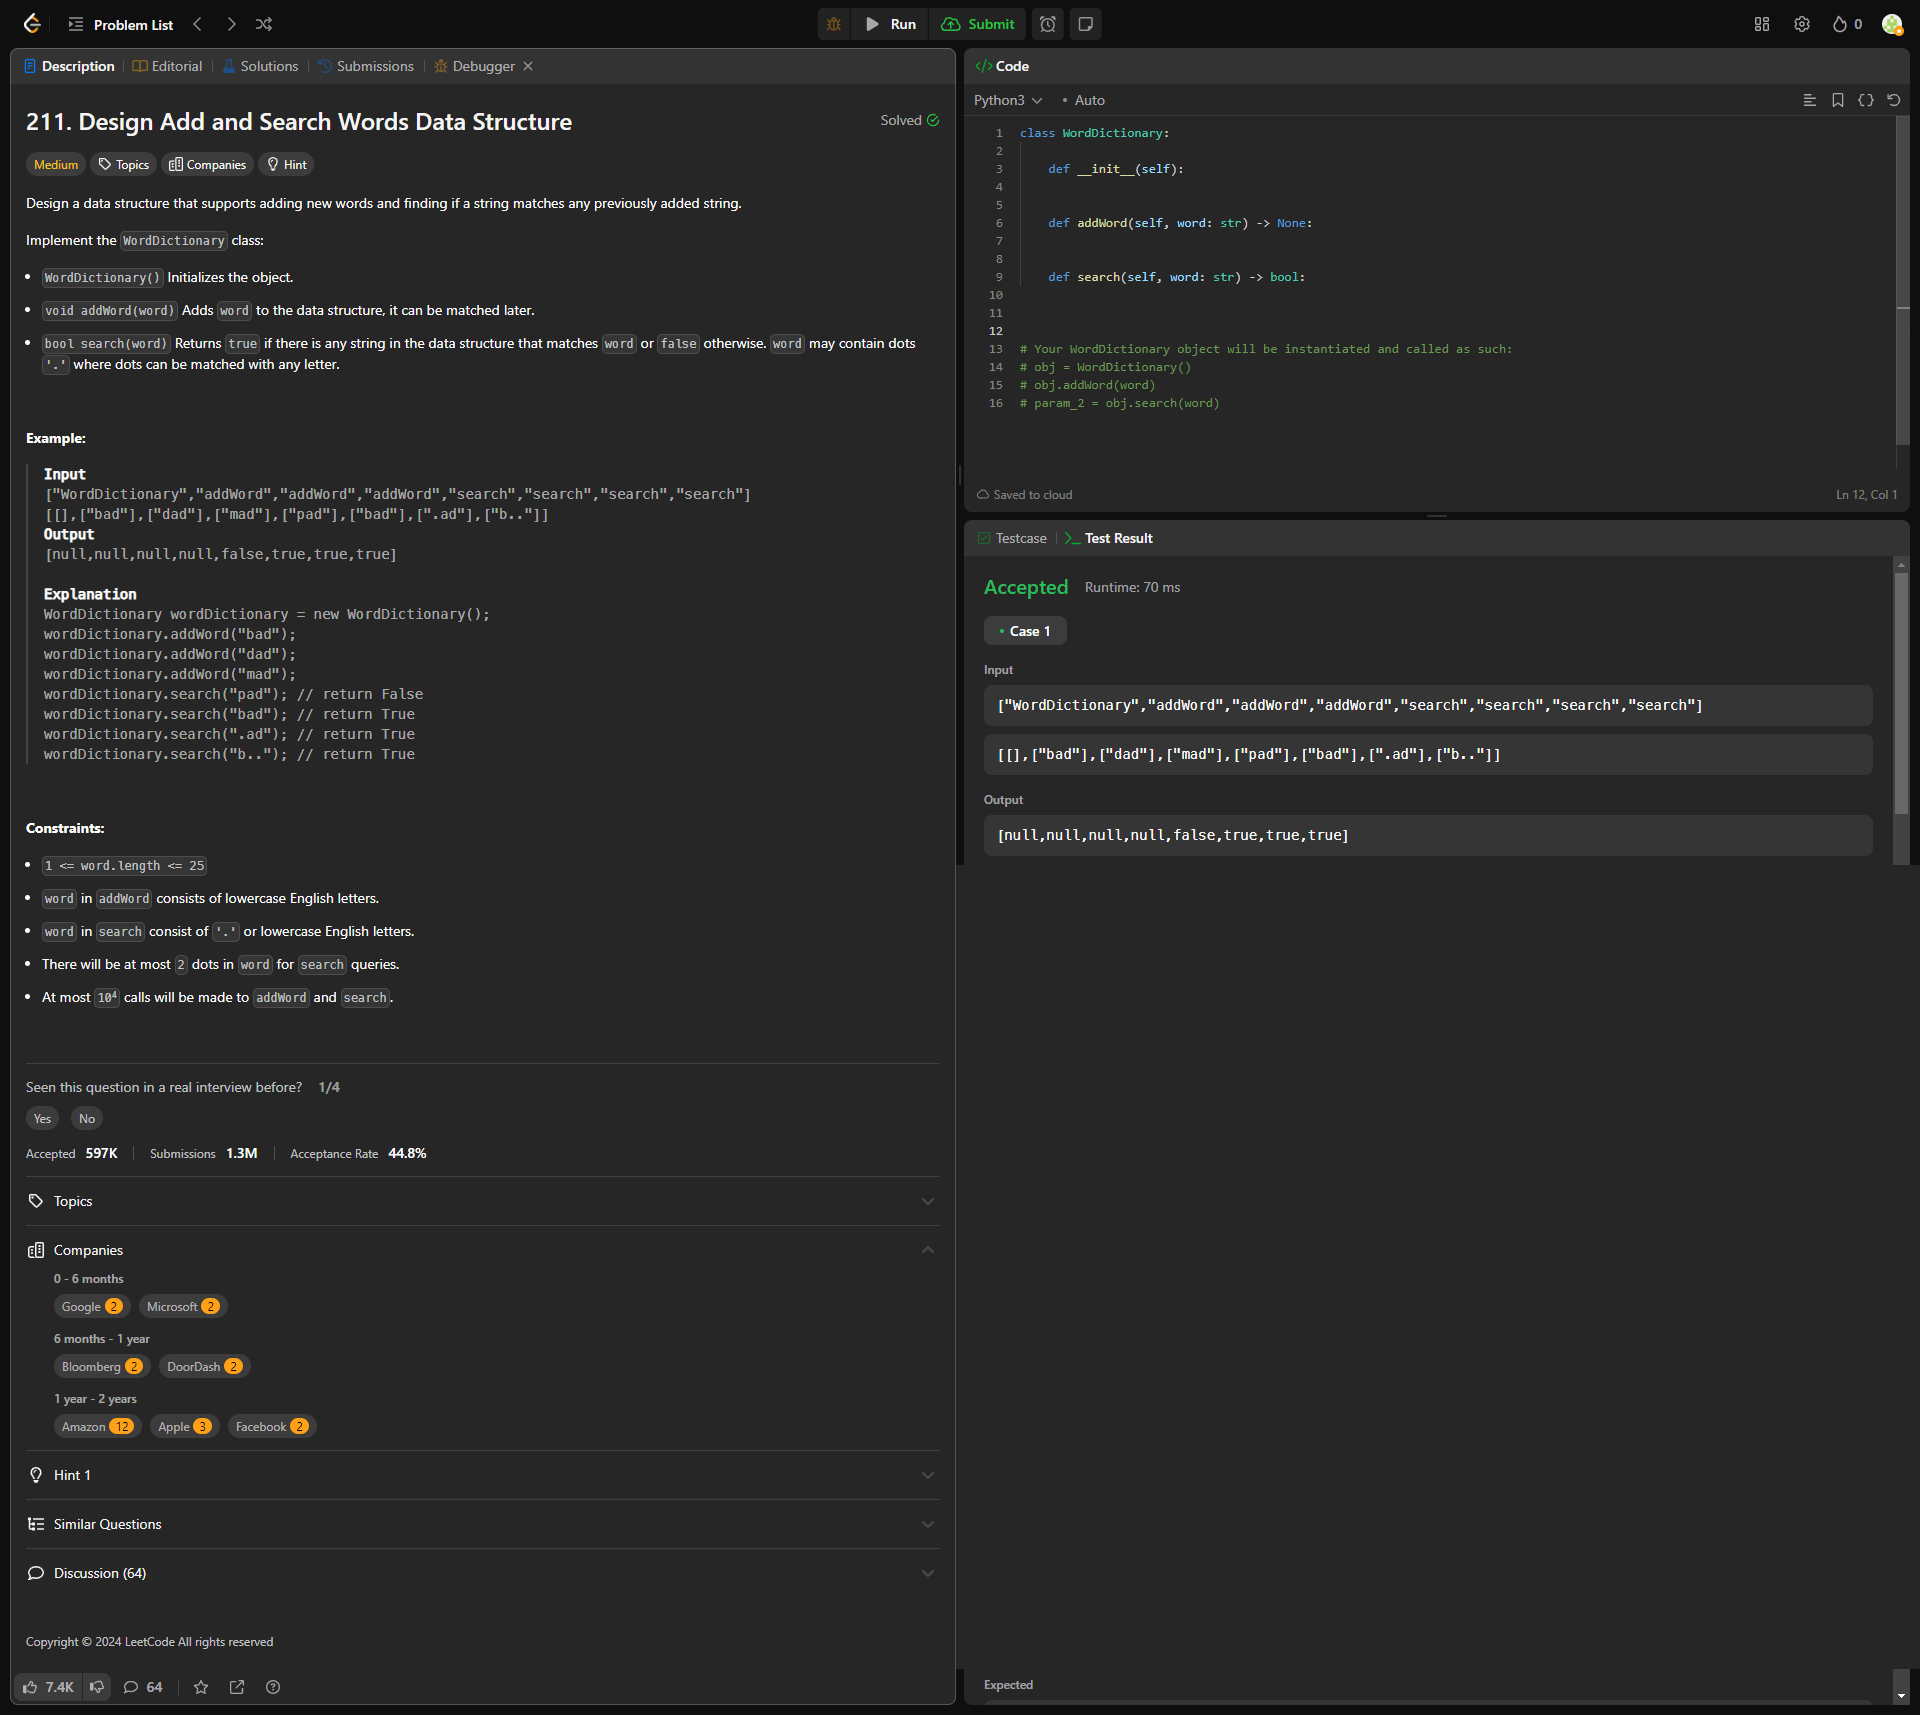 Problem List
Run
Submit
0
Description
Editorial
Solutions
Submissions
Debugger
211. Design Add and Search Words Data Structure
Solved
Medium
Topics
Companies
Hint
Design a data structure that supports adding new words and finding if a string matches any previously added string.
Implement the WordDictionary class:
WordDictionary() Initializes the object.
void addWord(word) Adds word to the data structure, it can be matched later.
bool search(word) Returns true if there is any string in the data structure that matches word or false otherwise. word may contain dots
'.' where dots can be matched with any letter.
Example:
Input
["WordDictionary","addWord","addWord","addWord","search","search","search","search"]
[[],["bad"],["dad"],["mad"],["pad"],["bad"],[".ad"],["b.."]]
Output
[null,null,null,null,false,true,true,true]
Explanation
WordDictionary wordDictionary = new WordDictionary();
wordDictionary.addWord("bad");
wordDictionary.addWord("dad");
wordDictionary.addWord("mad");
wordDictionary.search("pad"); // return False
wordDictionary.search("bad"); // return True
wordDictionary.search(".ad"); // return True
wordDictionary.search("b.."); // return True
Constraints:
1 <= word.length <= 25
word in addWord consists of lowercase English letters.
word in search consist of '.' or lowercase English letters.
There will be at most 2 dots in word for search queries.
At most 10⁴ calls will be made to addWord and search.
Seen this question in a real interview before? 1/4
Yes
No
Accepted 597K
Submissions 1.3M
Acceptance Rate 44.8%
Topics
Companies
0 - 6 months
Google 2
Microsoft 2
6 months - 1 year
Bloomberg 2
DoorDash 2
1 year - 2 years
Amazon 12
Apple 3
Facebook 2
Hint 1
Similar Questions
Discussion (64)
Copyright © 2024 LeetCode All rights reserved
7.4K
64
</> Code
Python3
• Auto
1 class WordDictionary:
2
3 def __init__(self):
4
5
6 def addWord(self, word: str) -> None:
7
8
9 def search(self, word: str) -> bool:
10
11
12
13 # Your WordDictionary object will be instantiated and called as such:
14 # obj = WordDictionary()
15 # obj.addWord(word)
16 # param_2 = obj.search(word)
Saved to cloud
Ln 12, Col 1
Testcase
>_ Test Result
Accepted
Runtime: 70 ms
• Case 1
Input
["WordDictionary","addWord","addWord","addWord","search","search","search","search"]
[[],["bad"],["dad"],["mad"],["pad"],["bad"],[".ad"],["b.."]]
Output
[null,null,null,null,false,true,true,true]
Expected